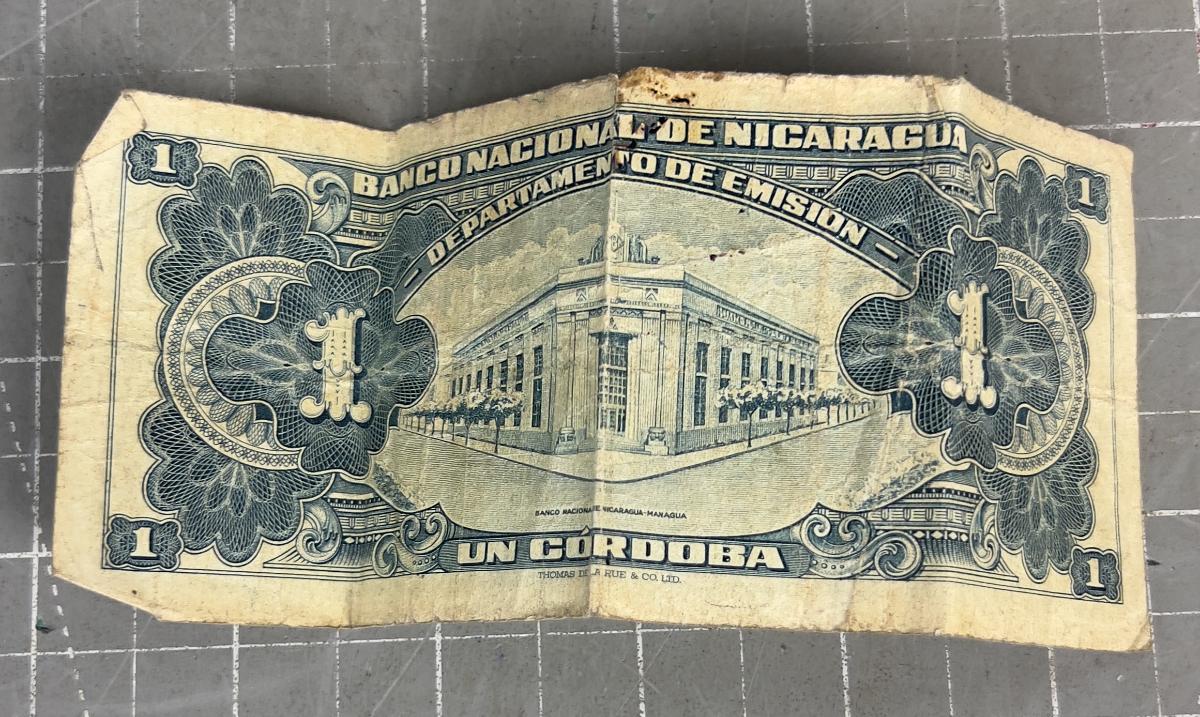 1 1
BANCO NACIONAL DE NICARAGUA
— DEPARTAMENTO DE EMISION —
1 1
BANCO NACIONAL DE NICARAGUA-MANAGUA
UN CÓRDOBA
1 1
THOMAS DE LA RUE & CO. LTD.